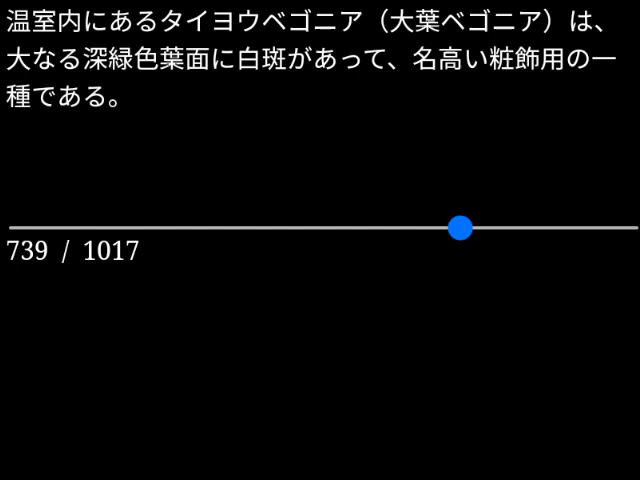 温室内にあるタイヨウベゴニア（大葉ベゴニア）は、
大なる深緑色葉面に白斑があって、名高い粧飾用の一
種である。
739 / 1017